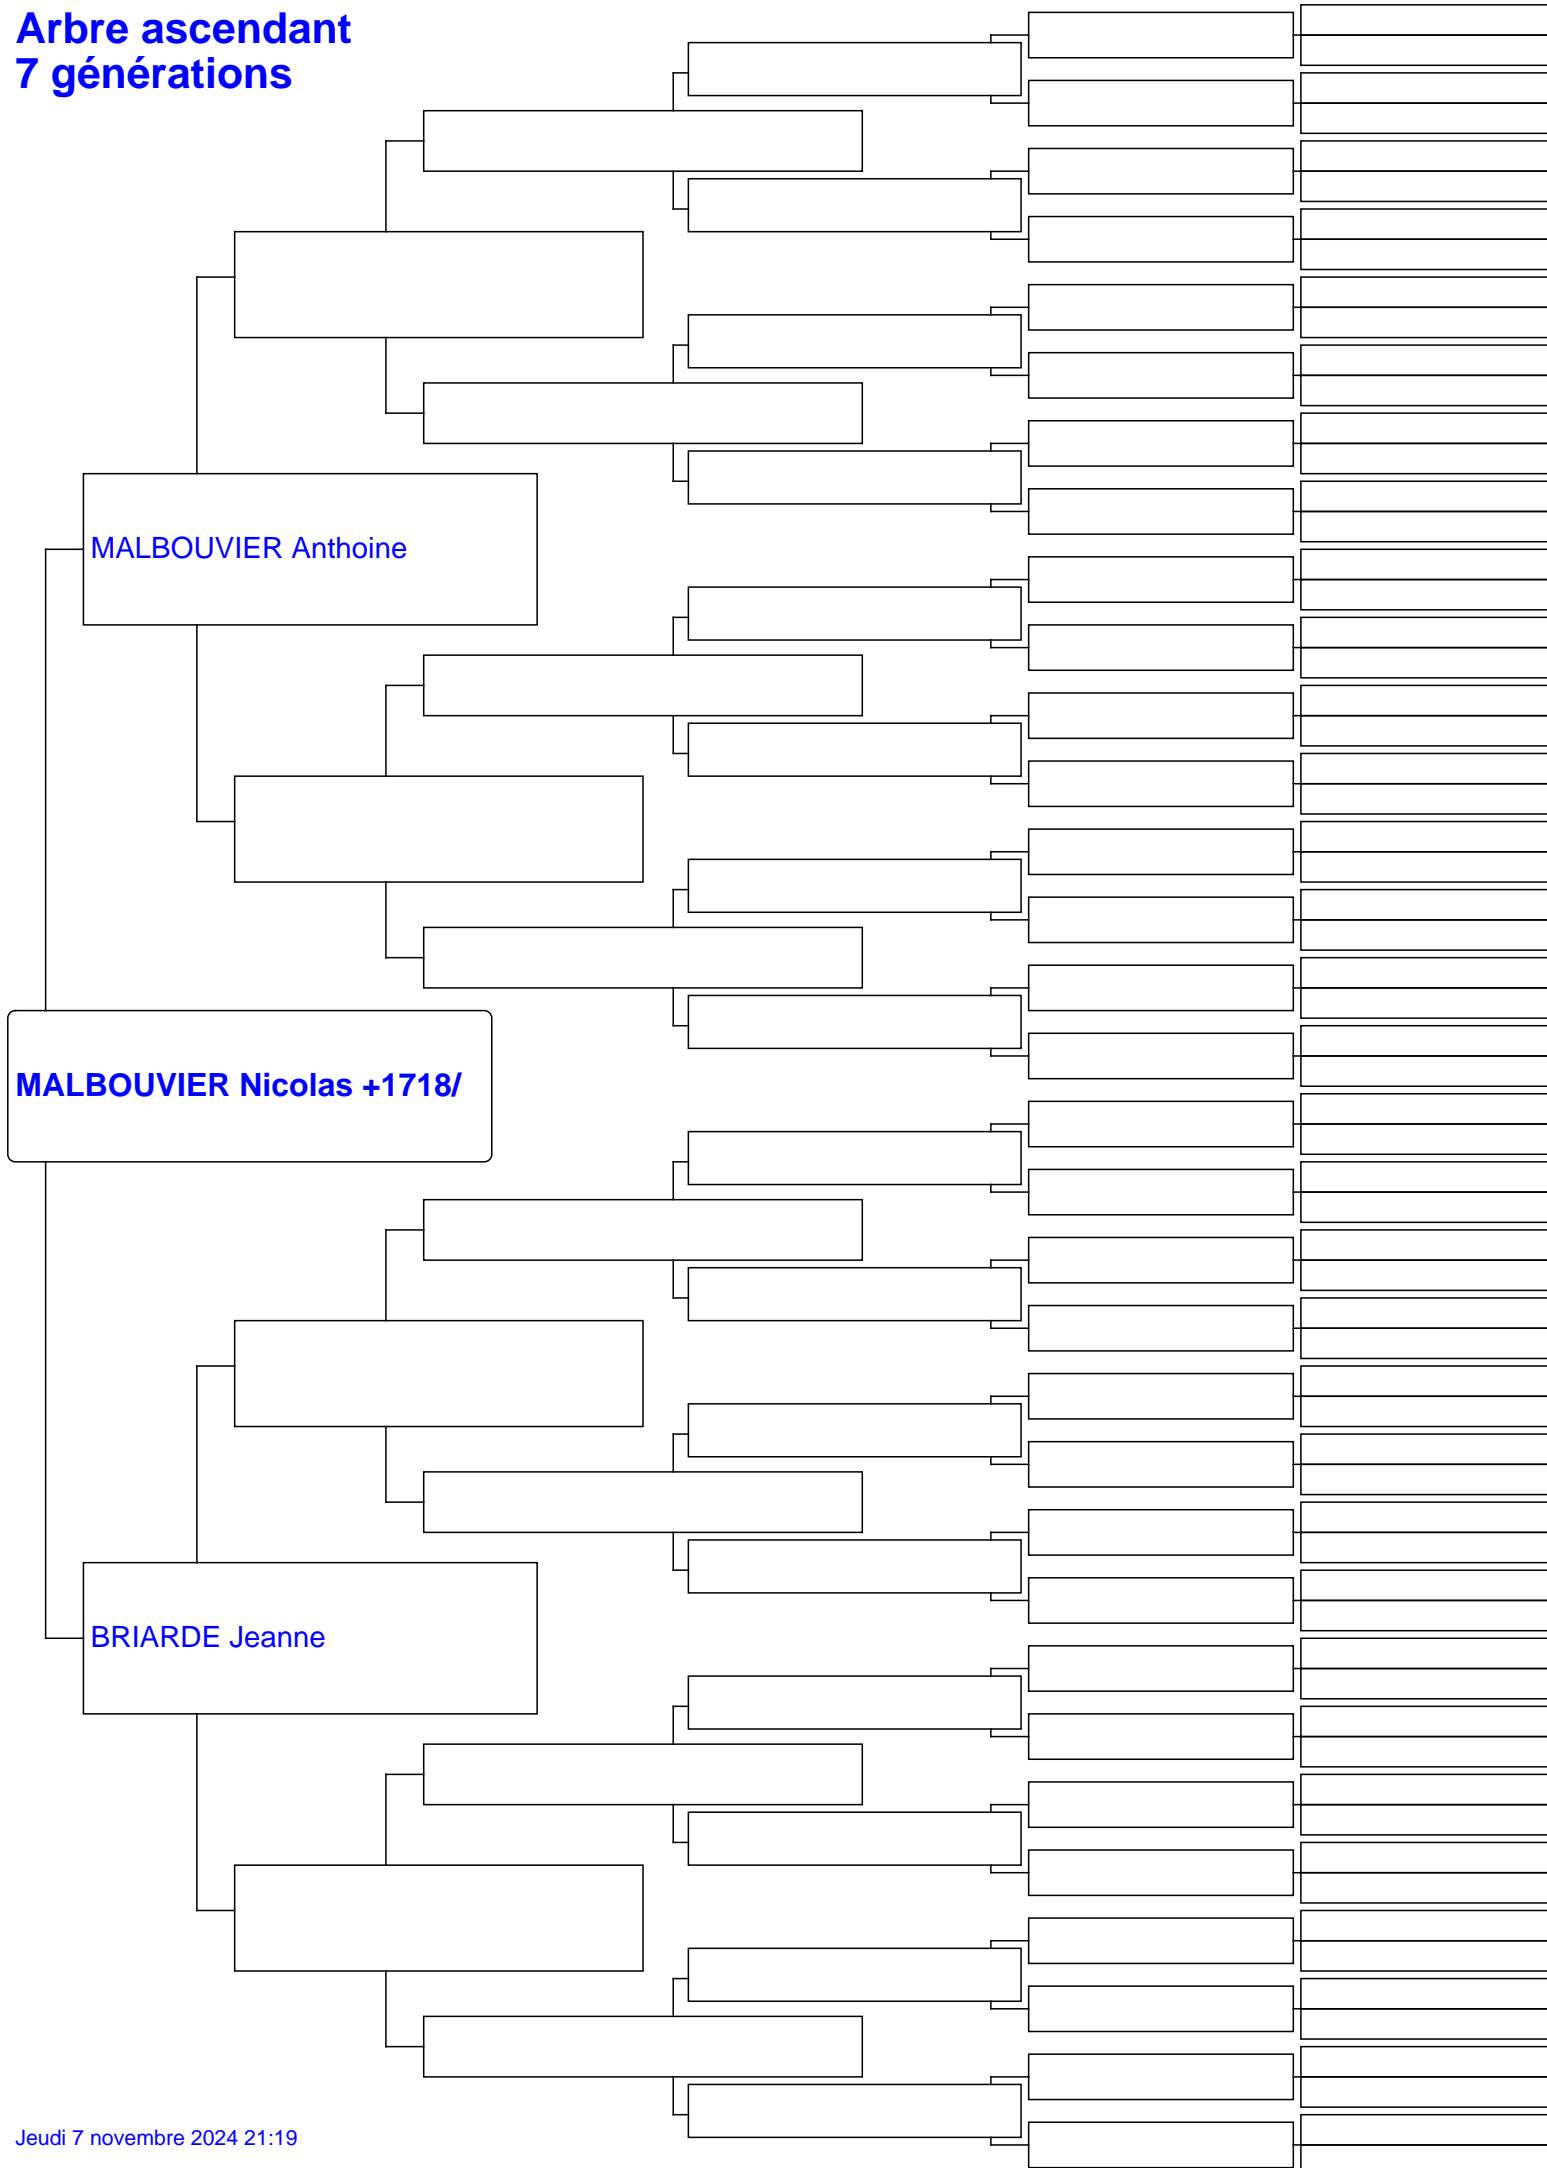 Arbre ascendant
7 générations
MALBOUVIER Anthoine
MALBOUVIER Nicolas +1718/
BRIARDE Jeanne
Jeudi 7 novembre 2024 21:19